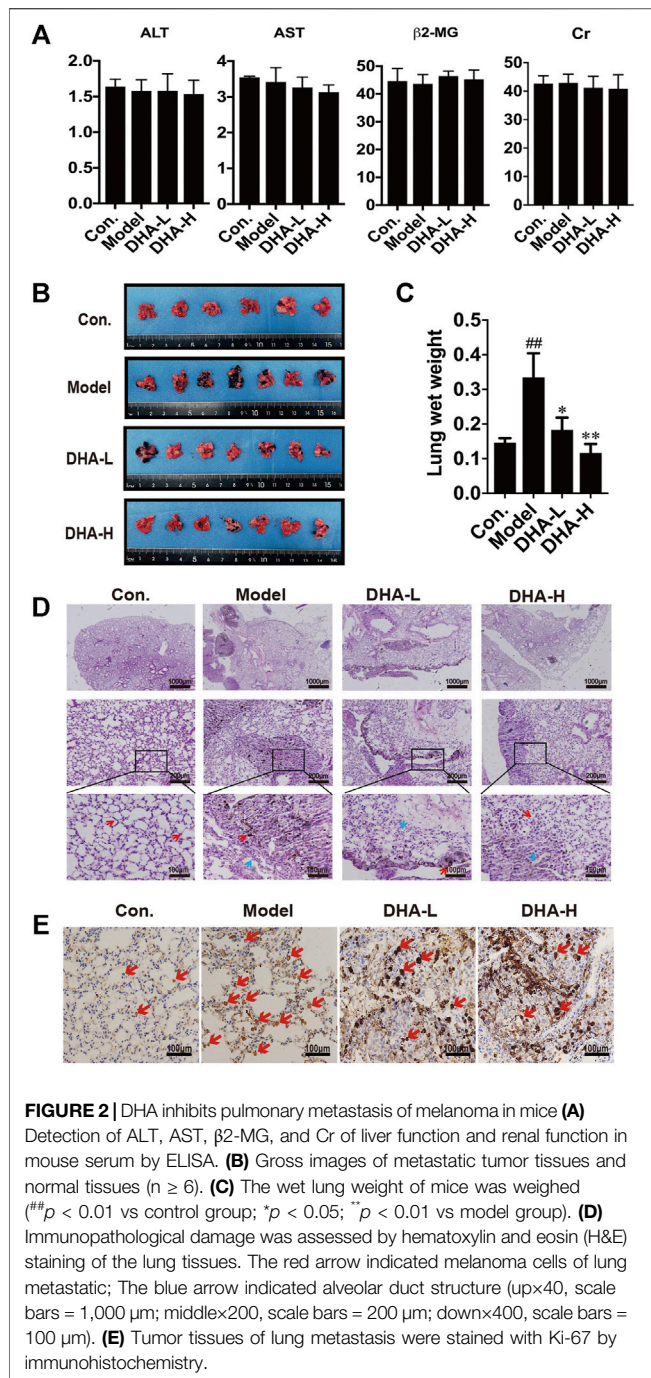 A
ALT AST β2-MG Cr
2.0 4 60 60
1.5 3 50 50
40 40
1.0 2 30 30
0.5 1 20 20
10 10
0.0 0 0 0
Con. Model DHA-L DHA-H Con. Model DHA-L DHA-H Con. Model DHA-L DHA-H Con. Model DHA-L DHA-H
B
Con.
Model
DHA-L
DHA-H
C
Lung wet weight
0.5
0.4
0.3
0.2
0.1
0.0
## * **
Con. Model DHA-L DHA-H
D
Con. Model DHA-L DHA-H
1000μm 1000μm 1000μm 1000μm
200μm 200μm 200μm 200μm
100μm 100μm 100μm 100μm
E
Con. Model DHA-L DHA-H
100μm 100μm 100μm 100μm
FIGURE 2 | DHA inhibits pulmonary metastasis of melanoma in mice (A)
Detection of ALT, AST, β2-MG, and Cr of liver function and renal function in
mouse serum by ELISA. (B) Gross images of metastatic tumor tissues and
normal tissues (n ≥ 6). (C) The wet lung weight of mice was weighed
(##p < 0.01 vs control group; *p < 0.05; **p < 0.01 vs model group). (D)
Immunopathological damage was assessed by hematoxylin and eosin (H&E)
staining of the lung tissues. The red arrow indicated melanoma cells of lung
metastatic; The blue arrow indicated alveolar duct structure (up×40, scale
bars = 1,000 μm; middle×200, scale bars = 200 μm; down×400, scale bars =
100 μm). (E) Tumor tissues of lung metastasis were stained with Ki-67 by
immunohistochemistry.